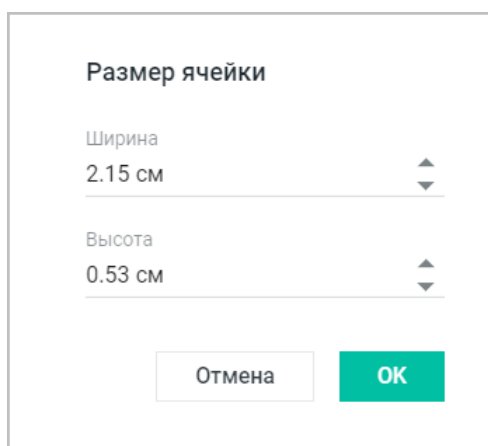 Размер ячейки
Ширина
2.15 см
Высота
0.53 см
Отмена OK